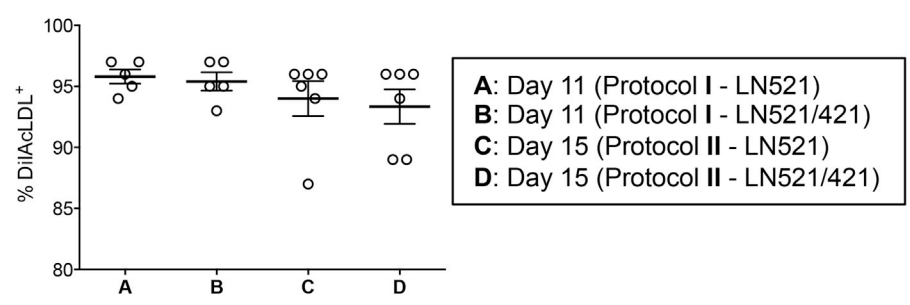 100
95
90
85
80
% DiIAcLDL+
A
B
C
D
A: Day 11 (Protocol I - LN521)
B: Day 11 (Protocol I - LN521/421)
C: Day 15 (Protocol II - LN521)
D: Day 15 (Protocol II - LN521/421)